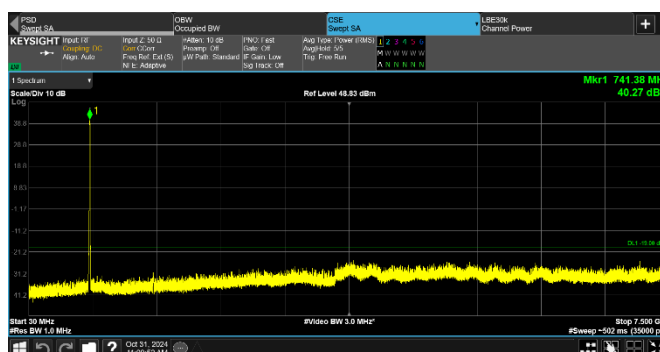 PSD
Swept SA
OBW
Occupied BW
CSE
Swept SA
LBE30k
Channel Power
KEYSIGHT
Input: RF
Coupling: DC
Align: Auto
Input Z: 50 Ω
Corr CCorr
Freq Ref: Ext (S)
NFE: Adaptive
#Atten: 10 dB
Preamp: Off
µW Path: Standard
PNO: Fast
Gate: Off
IF Gain: Low
Sig Track: Off
Avg Type: Power (RMS)
Avg|Hold: 5/5
Trig: Free Run
1 2 3 4 5 6
M W W W W W
A N N N N N
1 Spectrum
Scale/Div 10 dB
Ref Level 48.83 dBm
Mkr1 741.38 MH
40.27 dB
Log
1
38.8
28.8
18.8
8.83
-1.17
-11.2
-21.2
-31.2
-41.2
Start 30 MHz
#Res BW 1.0 MHz
#Video BW 3.0 MHz*
Stop 7.500 G
#Sweep ~502 ms (35000 p
Oct 31, 2024